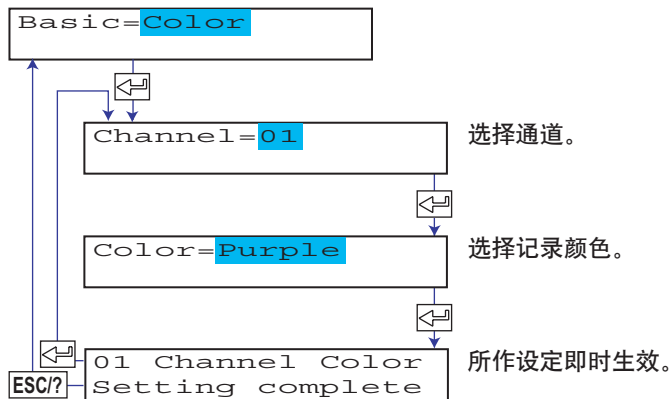 Basic=Color
Channel=01
选择通道。
Color=Purple
选择记录颜色。
01 Channel Color
所作设定即时生效。
ESC/?
Setting complete